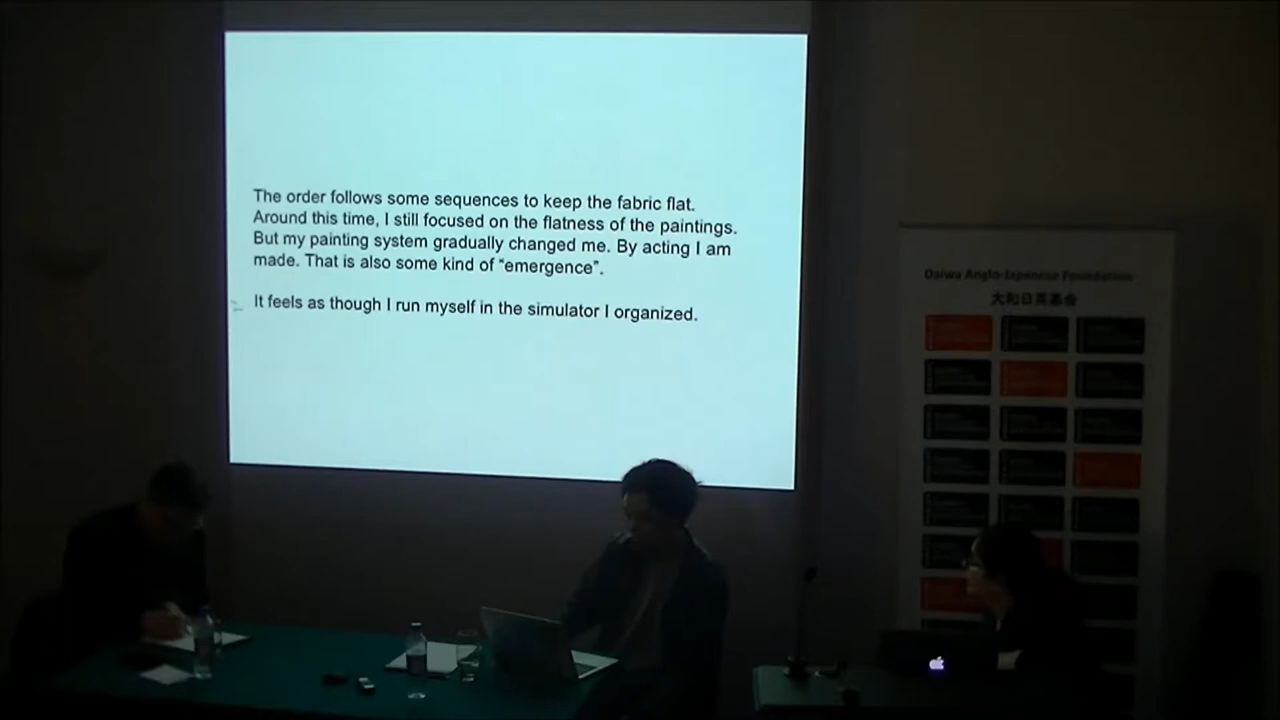 The order follows some sequences to keep the fabric flat.
Around this time, I still focused on the flatness of the paintings.
But my painting system gradually changed me. By acting I am
made. That is also some kind of “emergence”.
It feels as though I run myself in the simulator I organized.
Daiwa Anglo-Japanese Foundation
大和日英基金